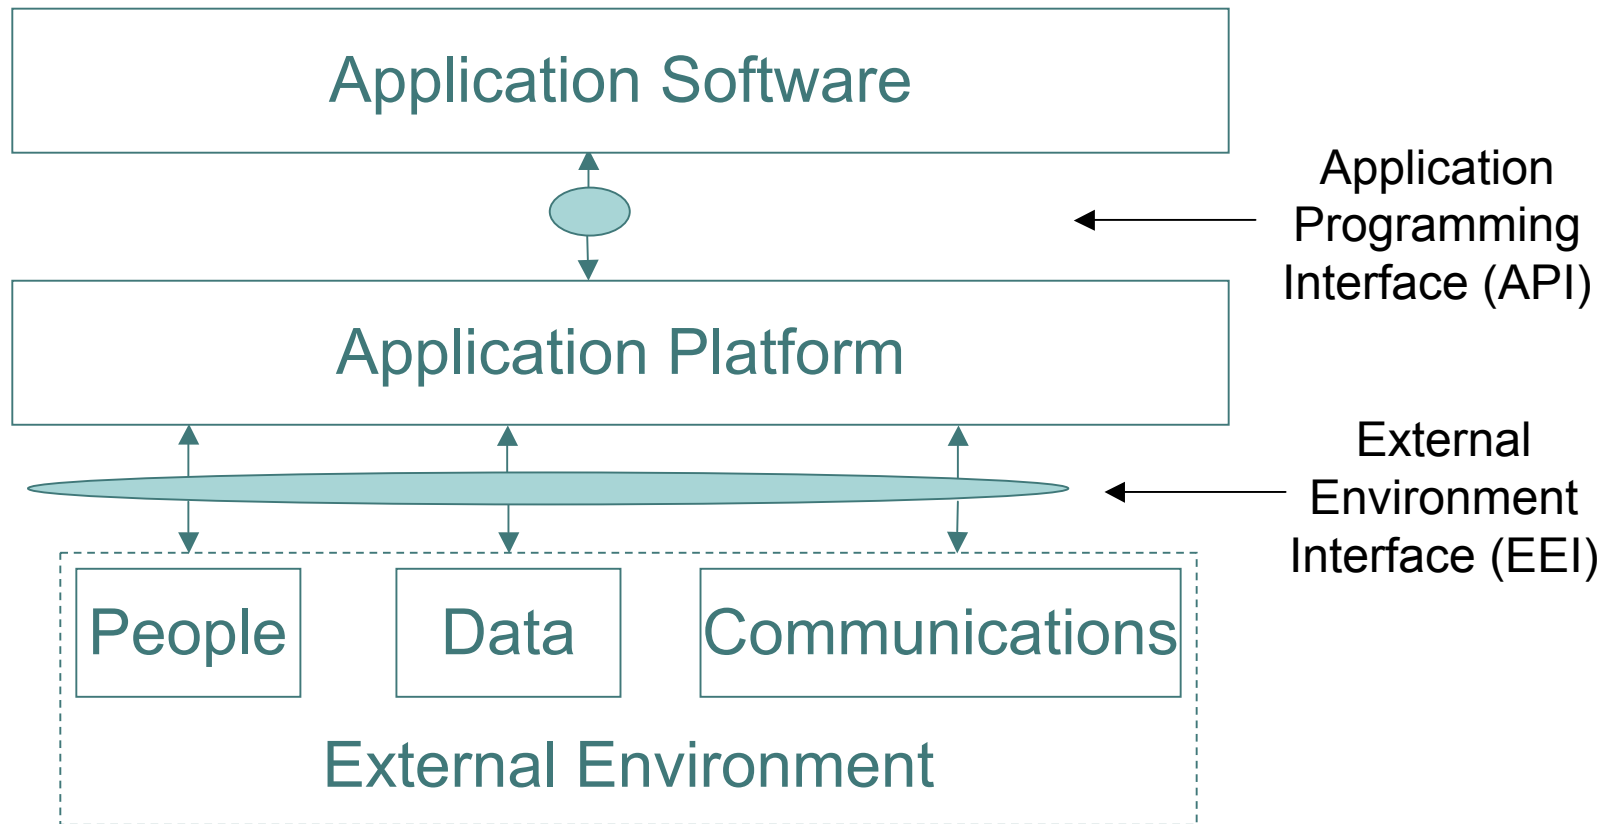 Application Software
Application
Programming
Interface (API)
Application Platform
External
Environment
Interface (EEI)
People
Data
Communications
External Environment